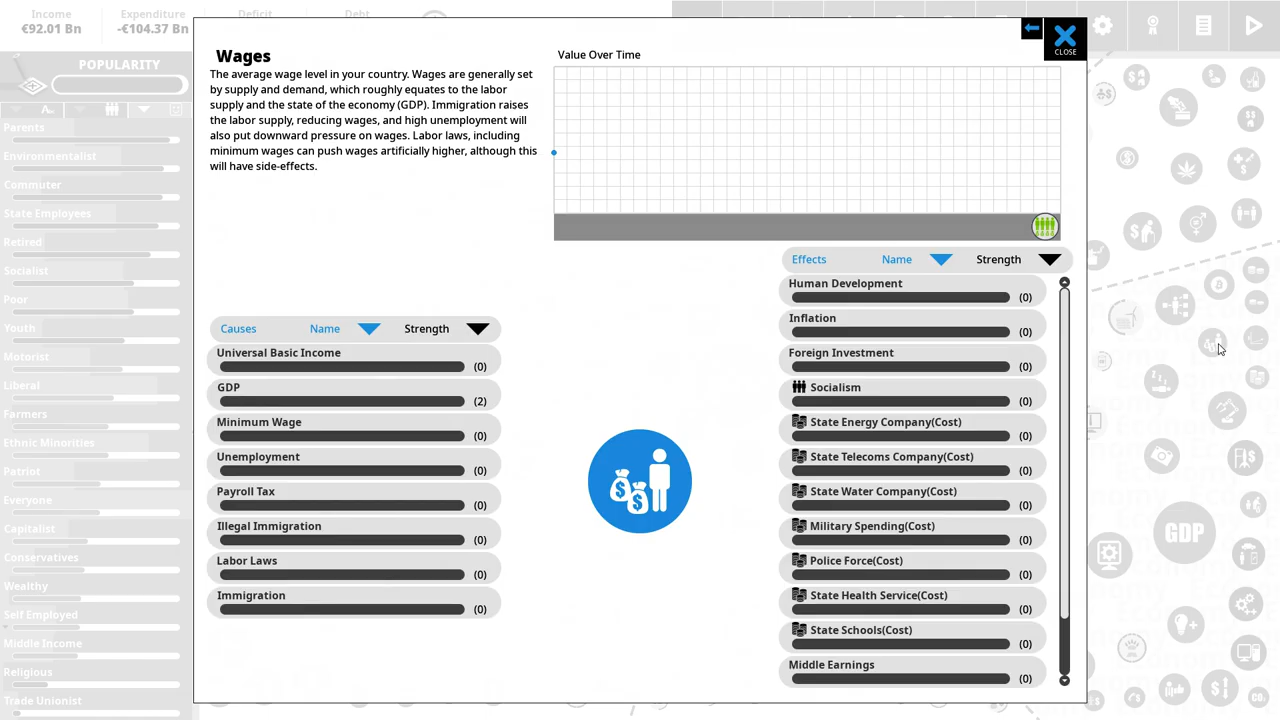 Income
€92.01 Bn
Expenditure
-€104.37 Bn
Deficit
Debt
POPULARITY
Parents
Environmentalist
Commuter
State Employees
Retired
Socialist
Poor
Youth
Motorist
Liberal
Farmers
Ethnic Minorities
Patriot
Everyone
Capitalist
Conservatives
Wealthy
Self Employed
Middle Income
Religious
Trade Unionist
Wages
The average wage level in your country. Wages are generally set
by supply and demand, which roughly equates to the labor
supply and the state of the economy (GDP). Immigration raises
the labor supply, reducing wages, and high unemployment will
also put downward pressure on wages. Labor laws, including
minimum wages can push wages artificially higher, although this
will have side-effects.
Value Over Time
CLOSE
Causes Name Strength
Universal Basic Income
(0)
GDP
(2)
Minimum Wage
(0)
Unemployment
(0)
Payroll Tax
(0)
Illegal Immigration
(0)
Labor Laws
(0)
Immigration
(0)
Effects Name Strength
Human Development
(0)
Inflation
(0)
Foreign Investment
(0)
Socialism
(0)
State Energy Company(Cost)
(0)
State Telecoms Company(Cost)
(0)
State Water Company(Cost)
(0)
Military Spending(Cost)
(0)
Police Force(Cost)
(0)
State Health Service(Cost)
(0)
State Schools(Cost)
(0)
Middle Earnings
(0)
GDP